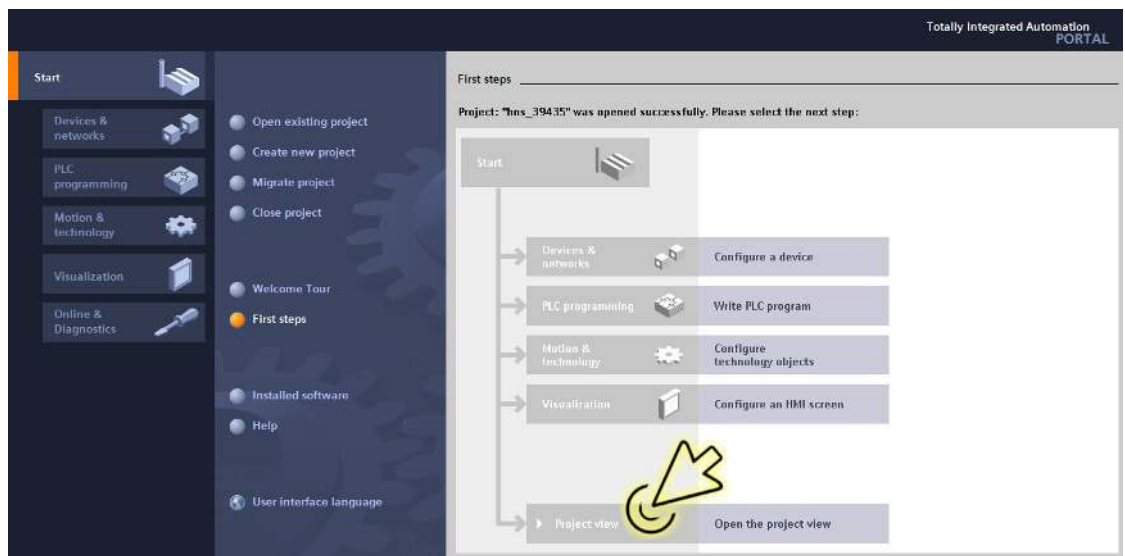 Totally Integrated Automation
PORTAL
Start
Devices &
networks
PLC
programming
Motion &
technology
Visualization
Online &
Diagnostics
Open existing project
Create new project
Migrate project
Close project
Welcome Tour
First steps
Installed software
Help
User interface language
First steps
Project: "hns_39435" was opened successfully. Please select the next step:
Start
Devices &
networks
Configure a device
PLC programming
Write PLC program
Motion &
technology
Configure
technology objects
Visualization
Configure an HMI screen
Project view
Open the project view